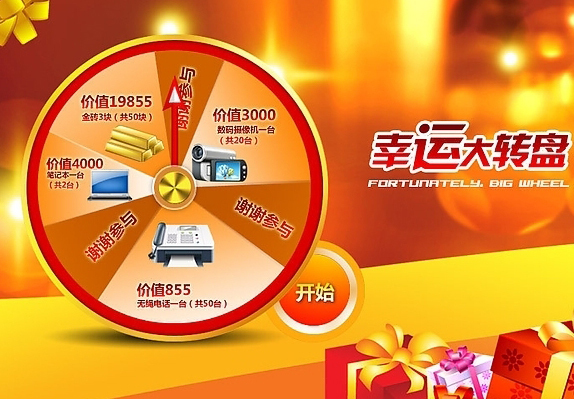 价值19855
金砖3块（共50块）
谢谢参与
价值3000
数码摄像机一台
（共20台）
价值4000
笔记本一台
（共2台）
谢谢参与
谢谢参与
价值855
无绳电话一台（共50台）
开始
幸运大转盘
FORTUNATELY, BIG WHEEL